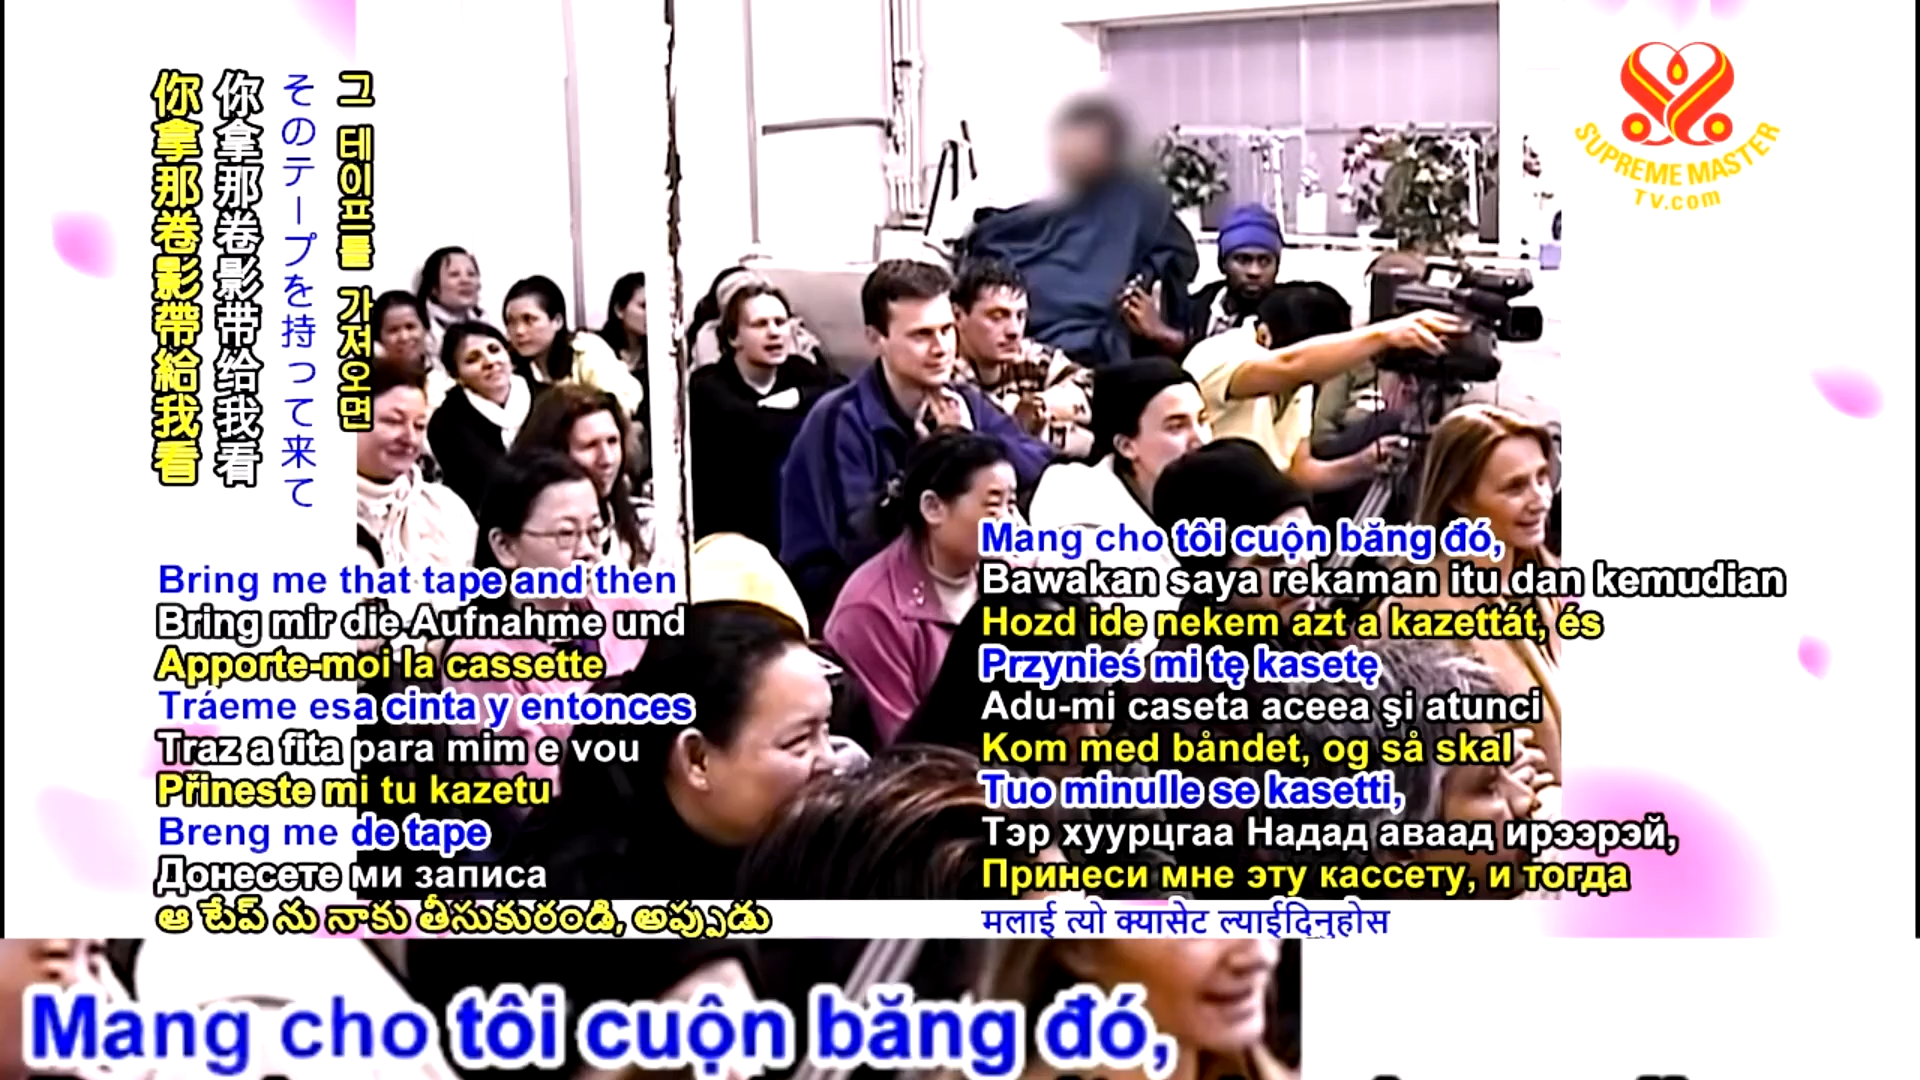 你拿那卷影帶給我看
你拿那卷影带给我看
そのテープを持って来て
그 테이프를 가져오면
SUPREME MASTER
TV.com
Bring me that tape and then
Bring mir die Aufnahme und
Apporte-moi la cassette
Tráeme esa cinta y entonces
Traz a fita para mim e vou
Přineste mi tu kazetu
Breng me de tape
Донесете ми записа
ఆ టేప్ ను నాకు తీసుకురండి, అప్పుడు
Mang cho tôi cuộn băng đó,
Bawakan saya rekaman itu dan kemudian
Hozd ide nekem azt a kazettát, és
Przynieś mi tę kasetę
Adu-mi caseta aceea şi atunci
Kom med båndet, og så skal
Tuo minulle se kasetti,
Тэр хуурцгаа Надад аваад ирээрэй,
Принеси мне эту кассету, и тогда
मलाई त्यो क्यासेट ल्याईदिनुहोस
Mang cho tôi cuộn băng đó,